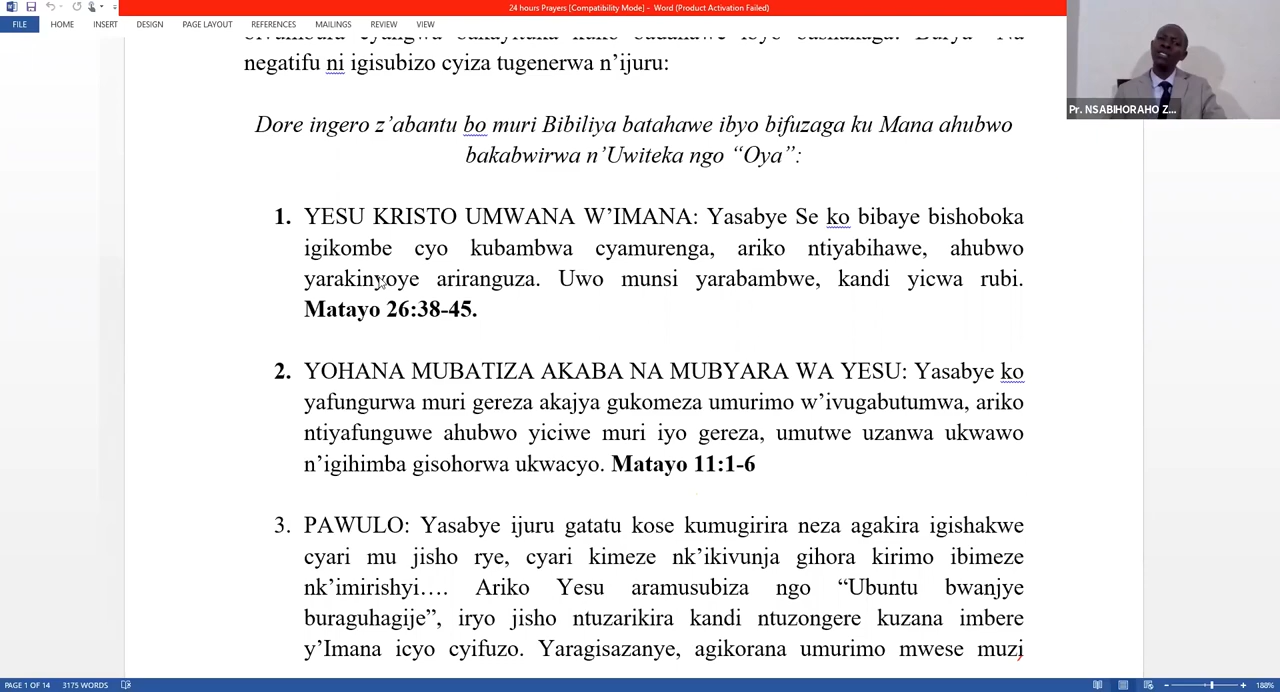 24 hours Prayers [Compatibility Mode] - Word (Product Activation Failed)
FILE HOME INSERT DESIGN PAGE LAYOUT REFERENCES MAILINGS REVIEW VIEW
negatifu ni igisubizo cyiza tugenerwa n’ijuru:
Dore ingero z’abantu bo muri Bibiliya batahawe ibyo bifuzaga ku Mana ahubwo
bakabwirwa n’Uwiteka ngo “Oya”:
1. YESU KRISTO UMWANA W’IMANA: Yasabye Se ko bibaye bishoboka
igikombe cyo kubambwa cyamurenga, ariko ntiyabihawe, ahubwo
yarakinyoye ariranguza. Uwo munsi yarabambwe, kandi yicwa rubi.
Matayo 26:38-45.
2. YOHANA MUBATIZA AKABA NA MUBYARA WA YESU: Yasabye ko
yafungurwa muri gereza akajya gukomeza umurimo w’ivugabutumwa, ariko
ntiyafunguwe ahubwo yiciwe muri iyo gereza, umutwe uzanwa ukwawo
n’igihimba gisohorwa ukwacyo. Matayo 11:1-6
3. PAWULO: Yasabye ijuru gatatu kose kumugirira neza agakira igishakwe
cyari mu jisho rye, cyari kimeze nk’ikivunja gihora kirimo ibimeze
nk’imirishyi…. Ariko Yesu aramusubiza ngo “Ubuntu bwanjye
buraguhagije”, iryo jisho ntuzarikira kandi ntuzongere kuzana imbere
y’Imana icyo cyifuzo. Yaragisazanye, agikorana umurimo mwese muzi
Pr. NSABIHORAHO Z...
PAGE 1 OF 14 3175 WORDS 188%